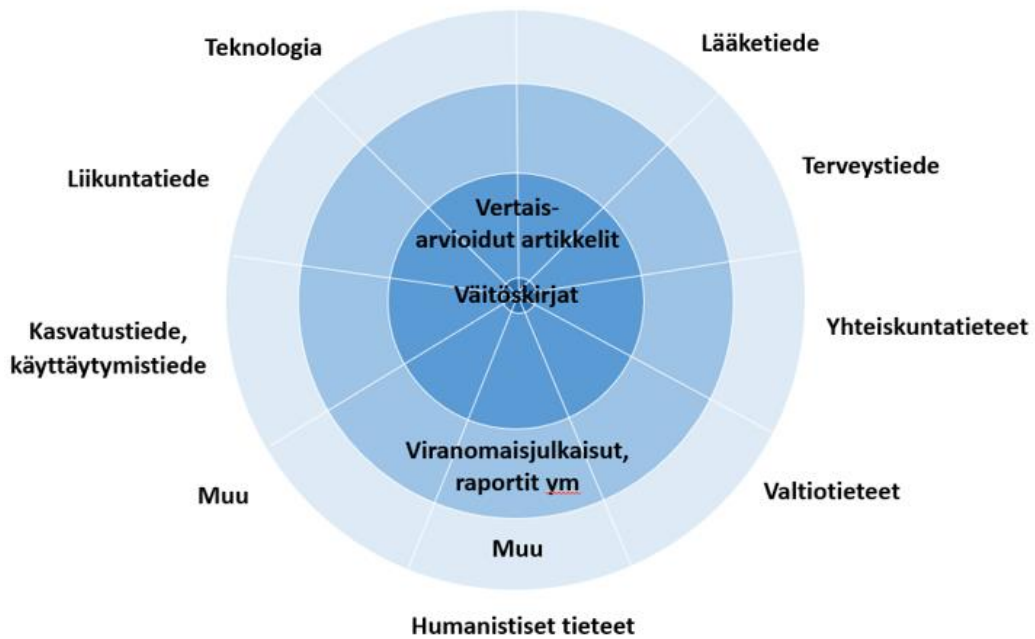 Teknologia
Lääketiede
Liikuntatiede
Terveystiede
Vertais-
arvioidut artikkelit
Väitöskirjat
Kasvatustiede,
käyttäytymistiede
Yhteiskuntatieteet
Viranomaisjulkaisut,
raportit ym
Muu
Valtiotieteet
Muu
Humanistiset tieteet